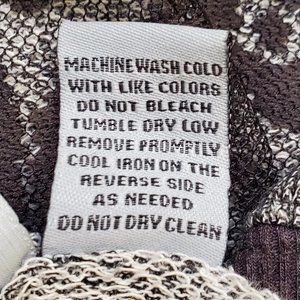 MACHINE WASH COLD
WITH LIKE COLORS
DO NOT BLEACH
TUMBLE DRY LOW
REMOVE PROMPTLY
COOL IRON ON THE
REVERSE SIDE
AS NEEDED
DO NOT DRY CLEAN